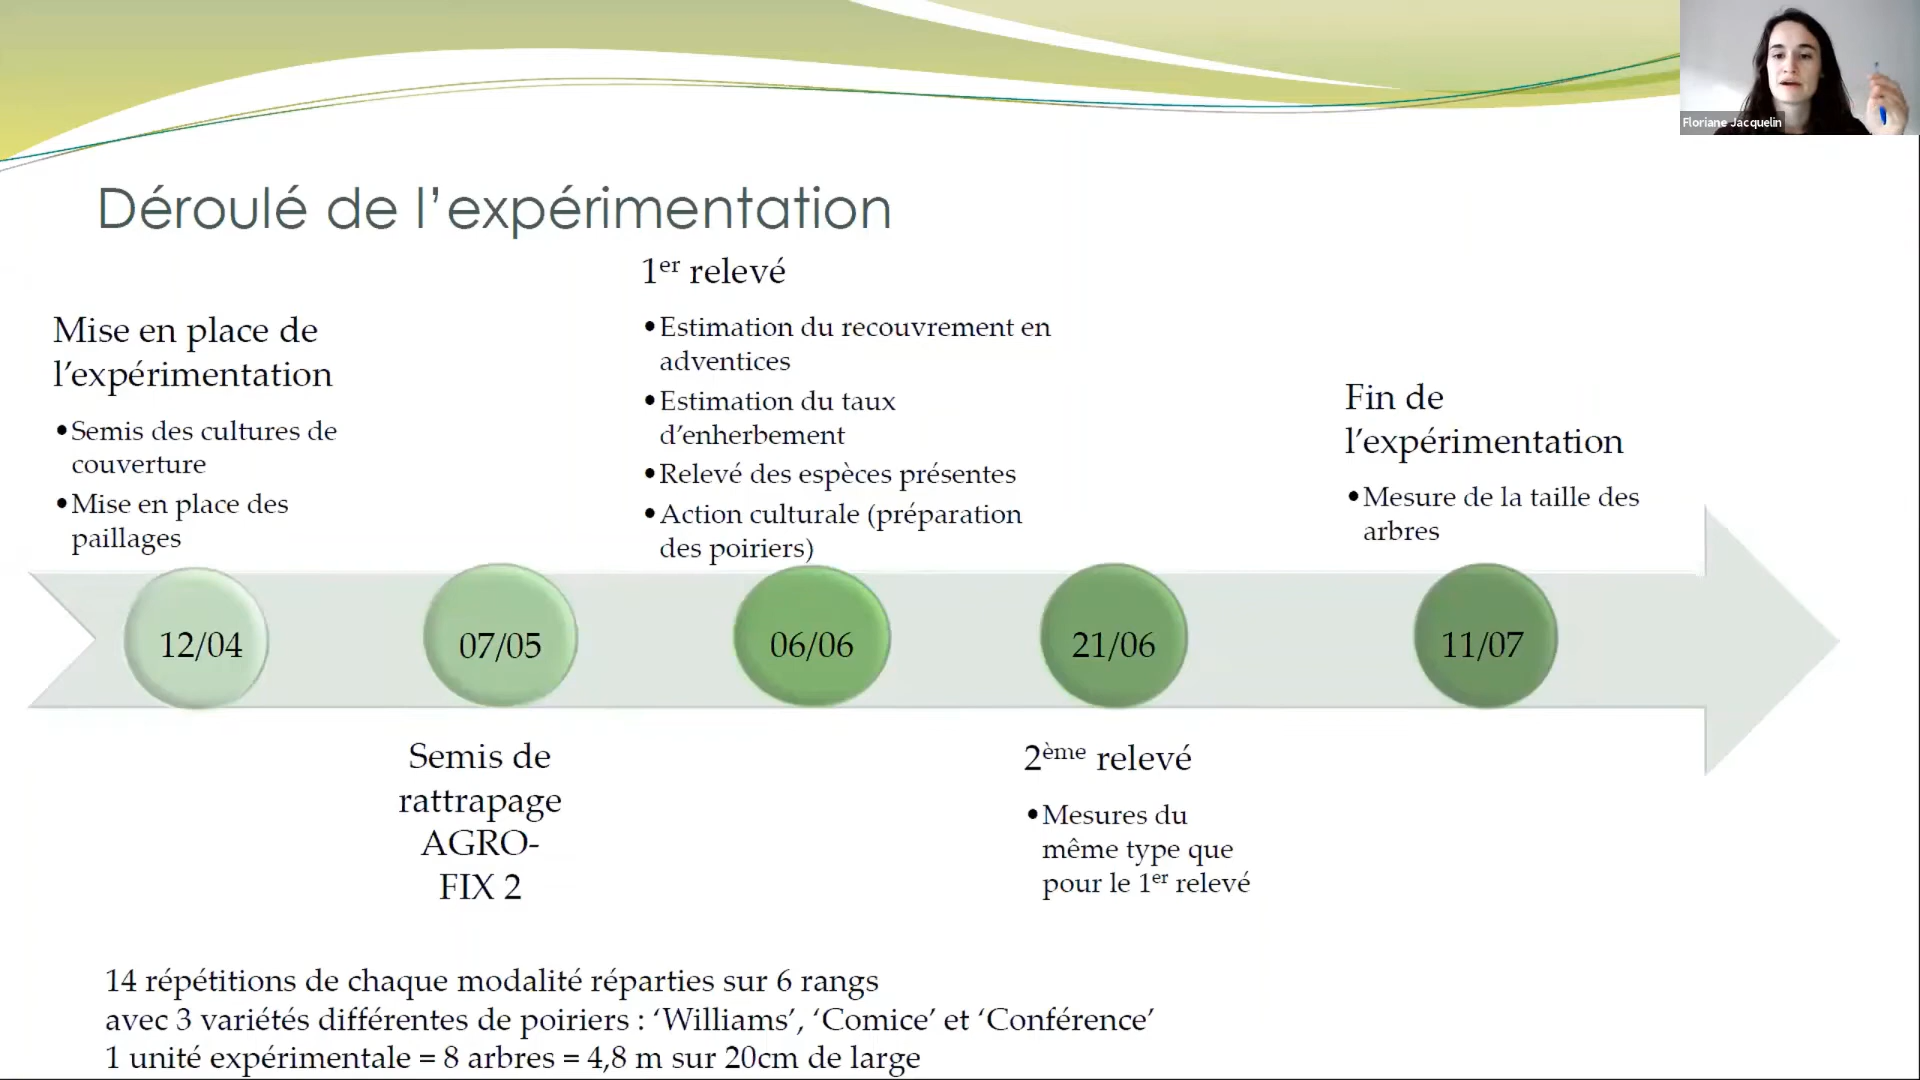 Floriane Jacquelin
Déroulé de l’expérimentation
Mise en place de
l’expérimentation
•Semis des cultures de
couverture
•Mise en place des
paillages
1er relevé
•Estimation du recouvrement en
adventices
•Estimation du taux
d’enherbement
•Relevé des espèces présentes
•Action culturale (préparation
des poiriers)
Fin de
l’expérimentation
•Mesure de la taille des
arbres
12/04
07/05
06/06
21/06
11/07
Semis de
rattrapage
AGRO-
FIX 2
2ème relevé
•Mesures du
même type que
pour le 1er relevé
14 répétitions de chaque modalité réparties sur 6 rangs
avec 3 variétés différentes de poiriers : ‘Williams’, ‘Comice’ et ‘Conférence’
1 unité expérimentale = 8 arbres = 4,8 m sur 20cm de large